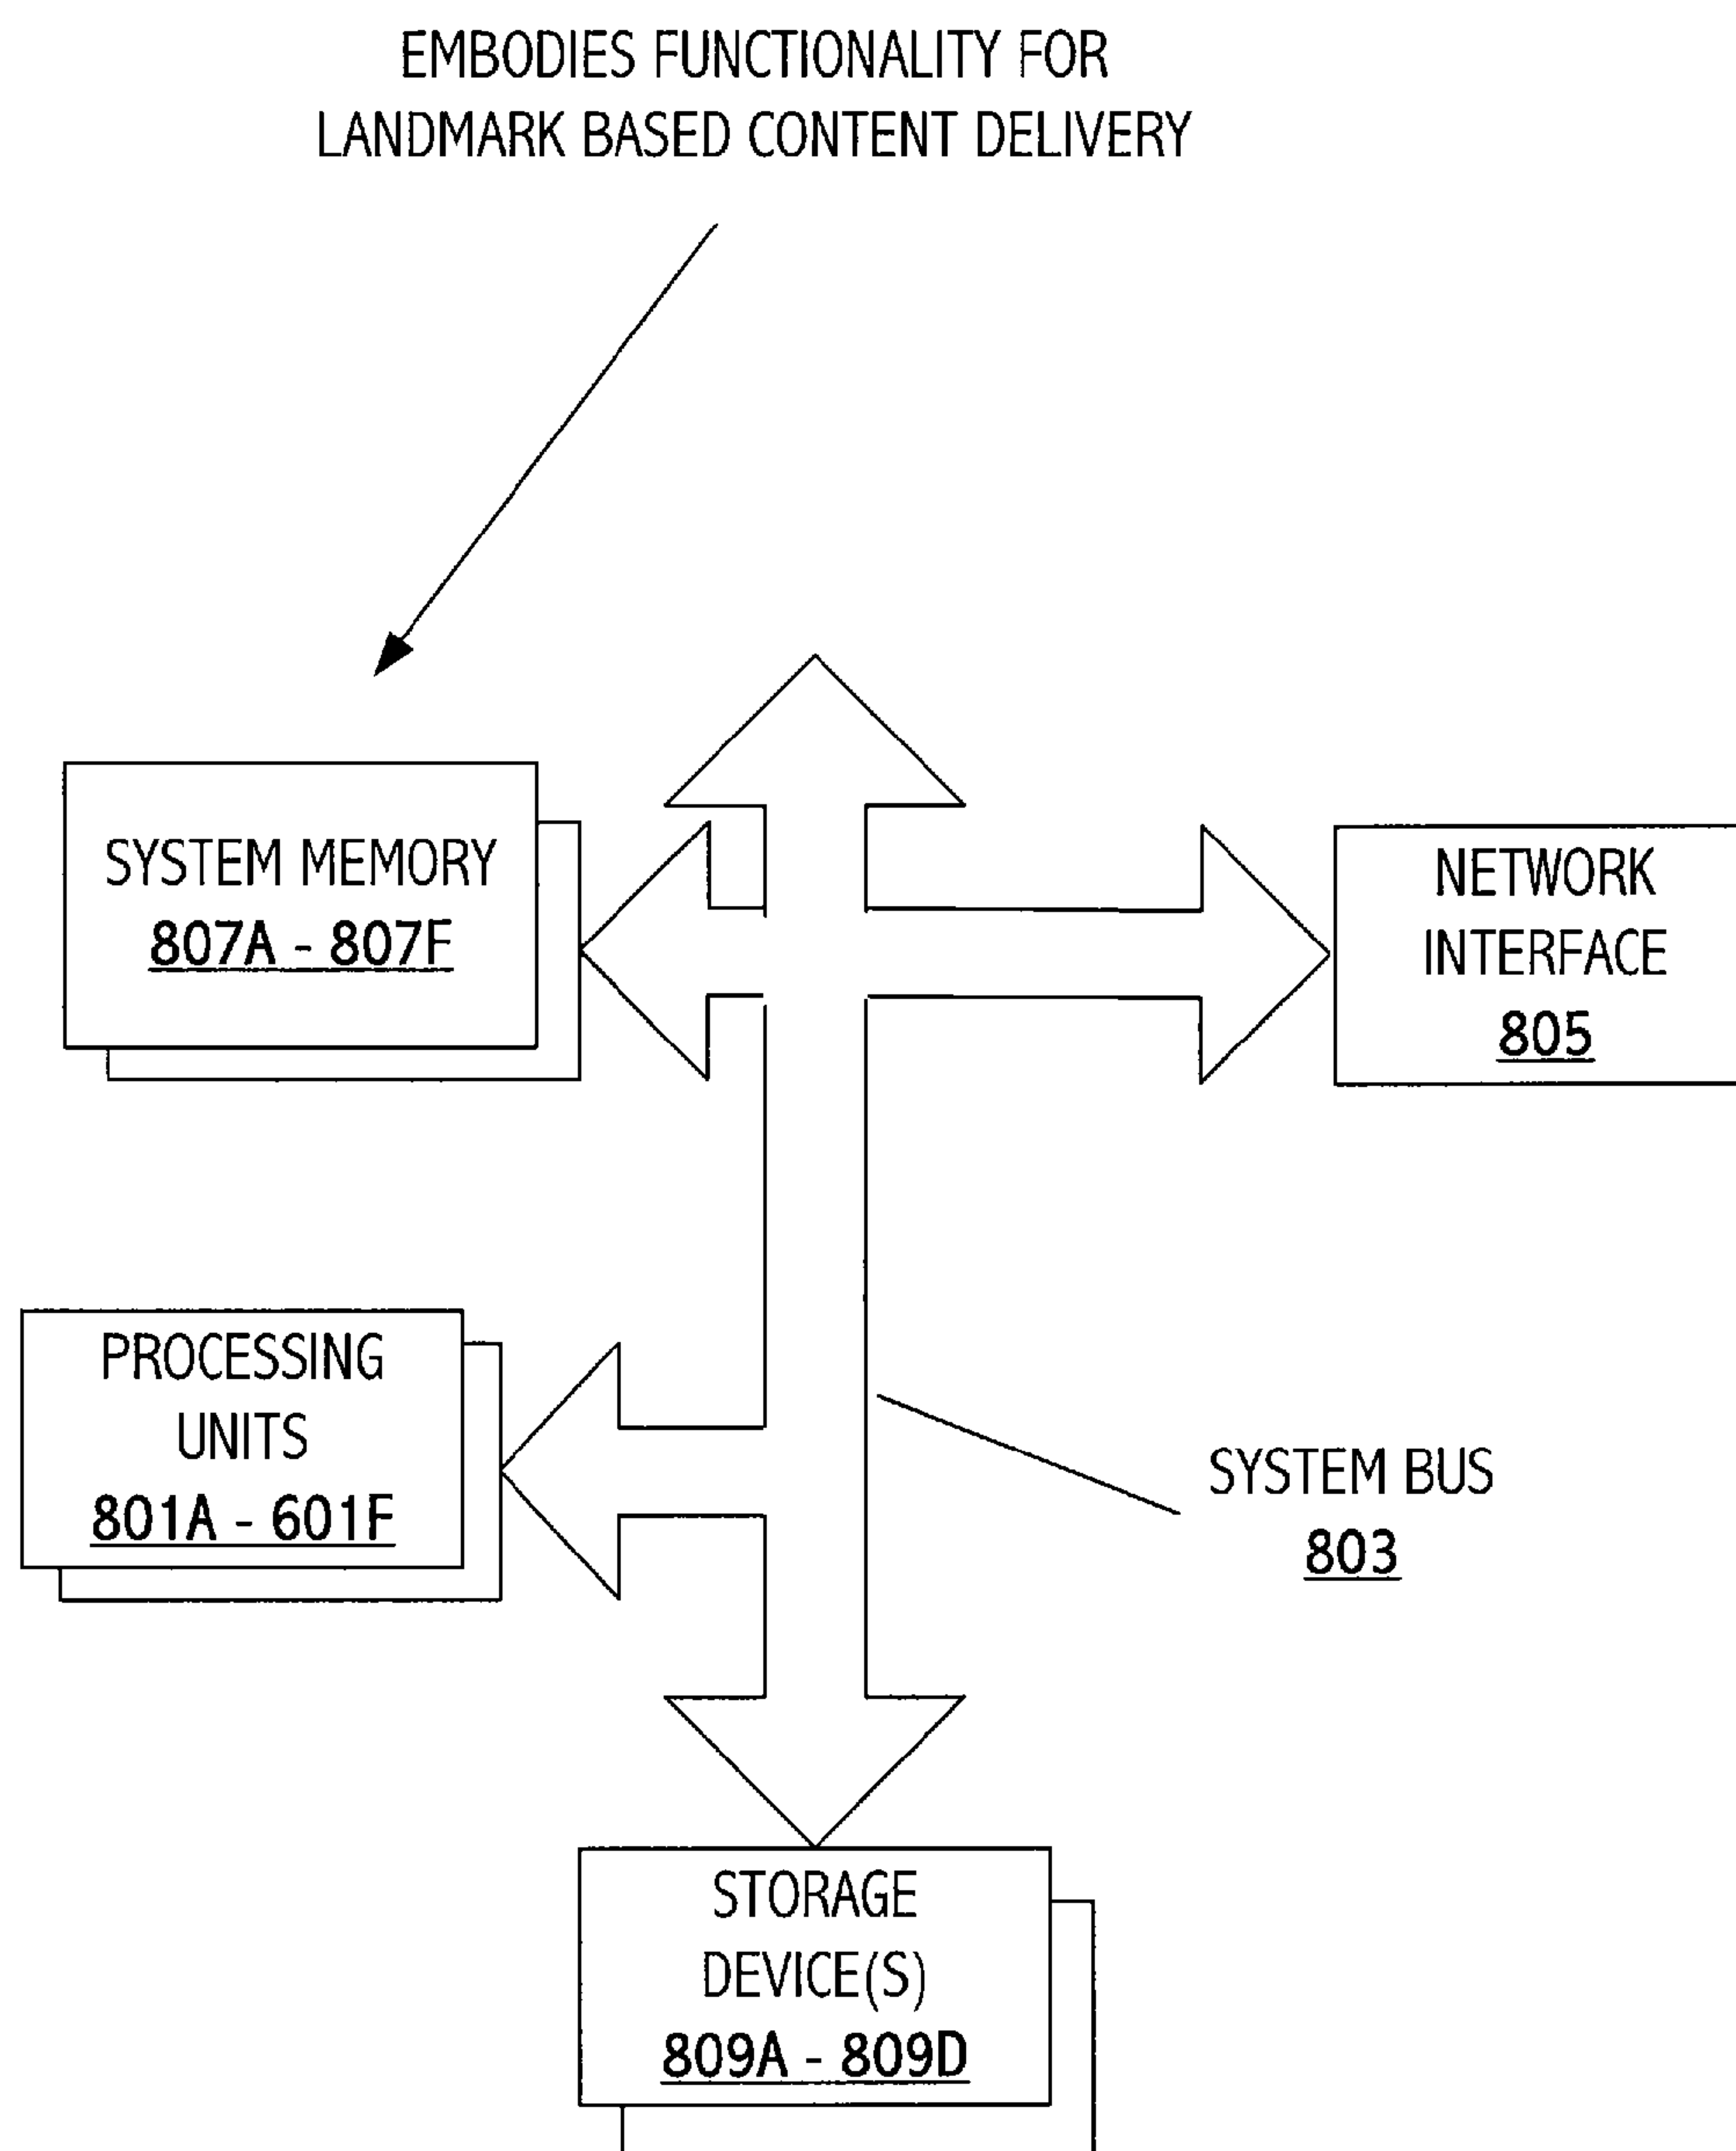 EMBODIES FUNCTIONALITY FOR
LANDMARK BASED CONTENT DELIVERY
SYSTEM MEMORY
807A - 807F
NETWORK
INTERFACE
805
PROCESSING
UNITS
801A - 601F
SYSTEM BUS
803
STORAGE
DEVICE(S)
809A - 809D